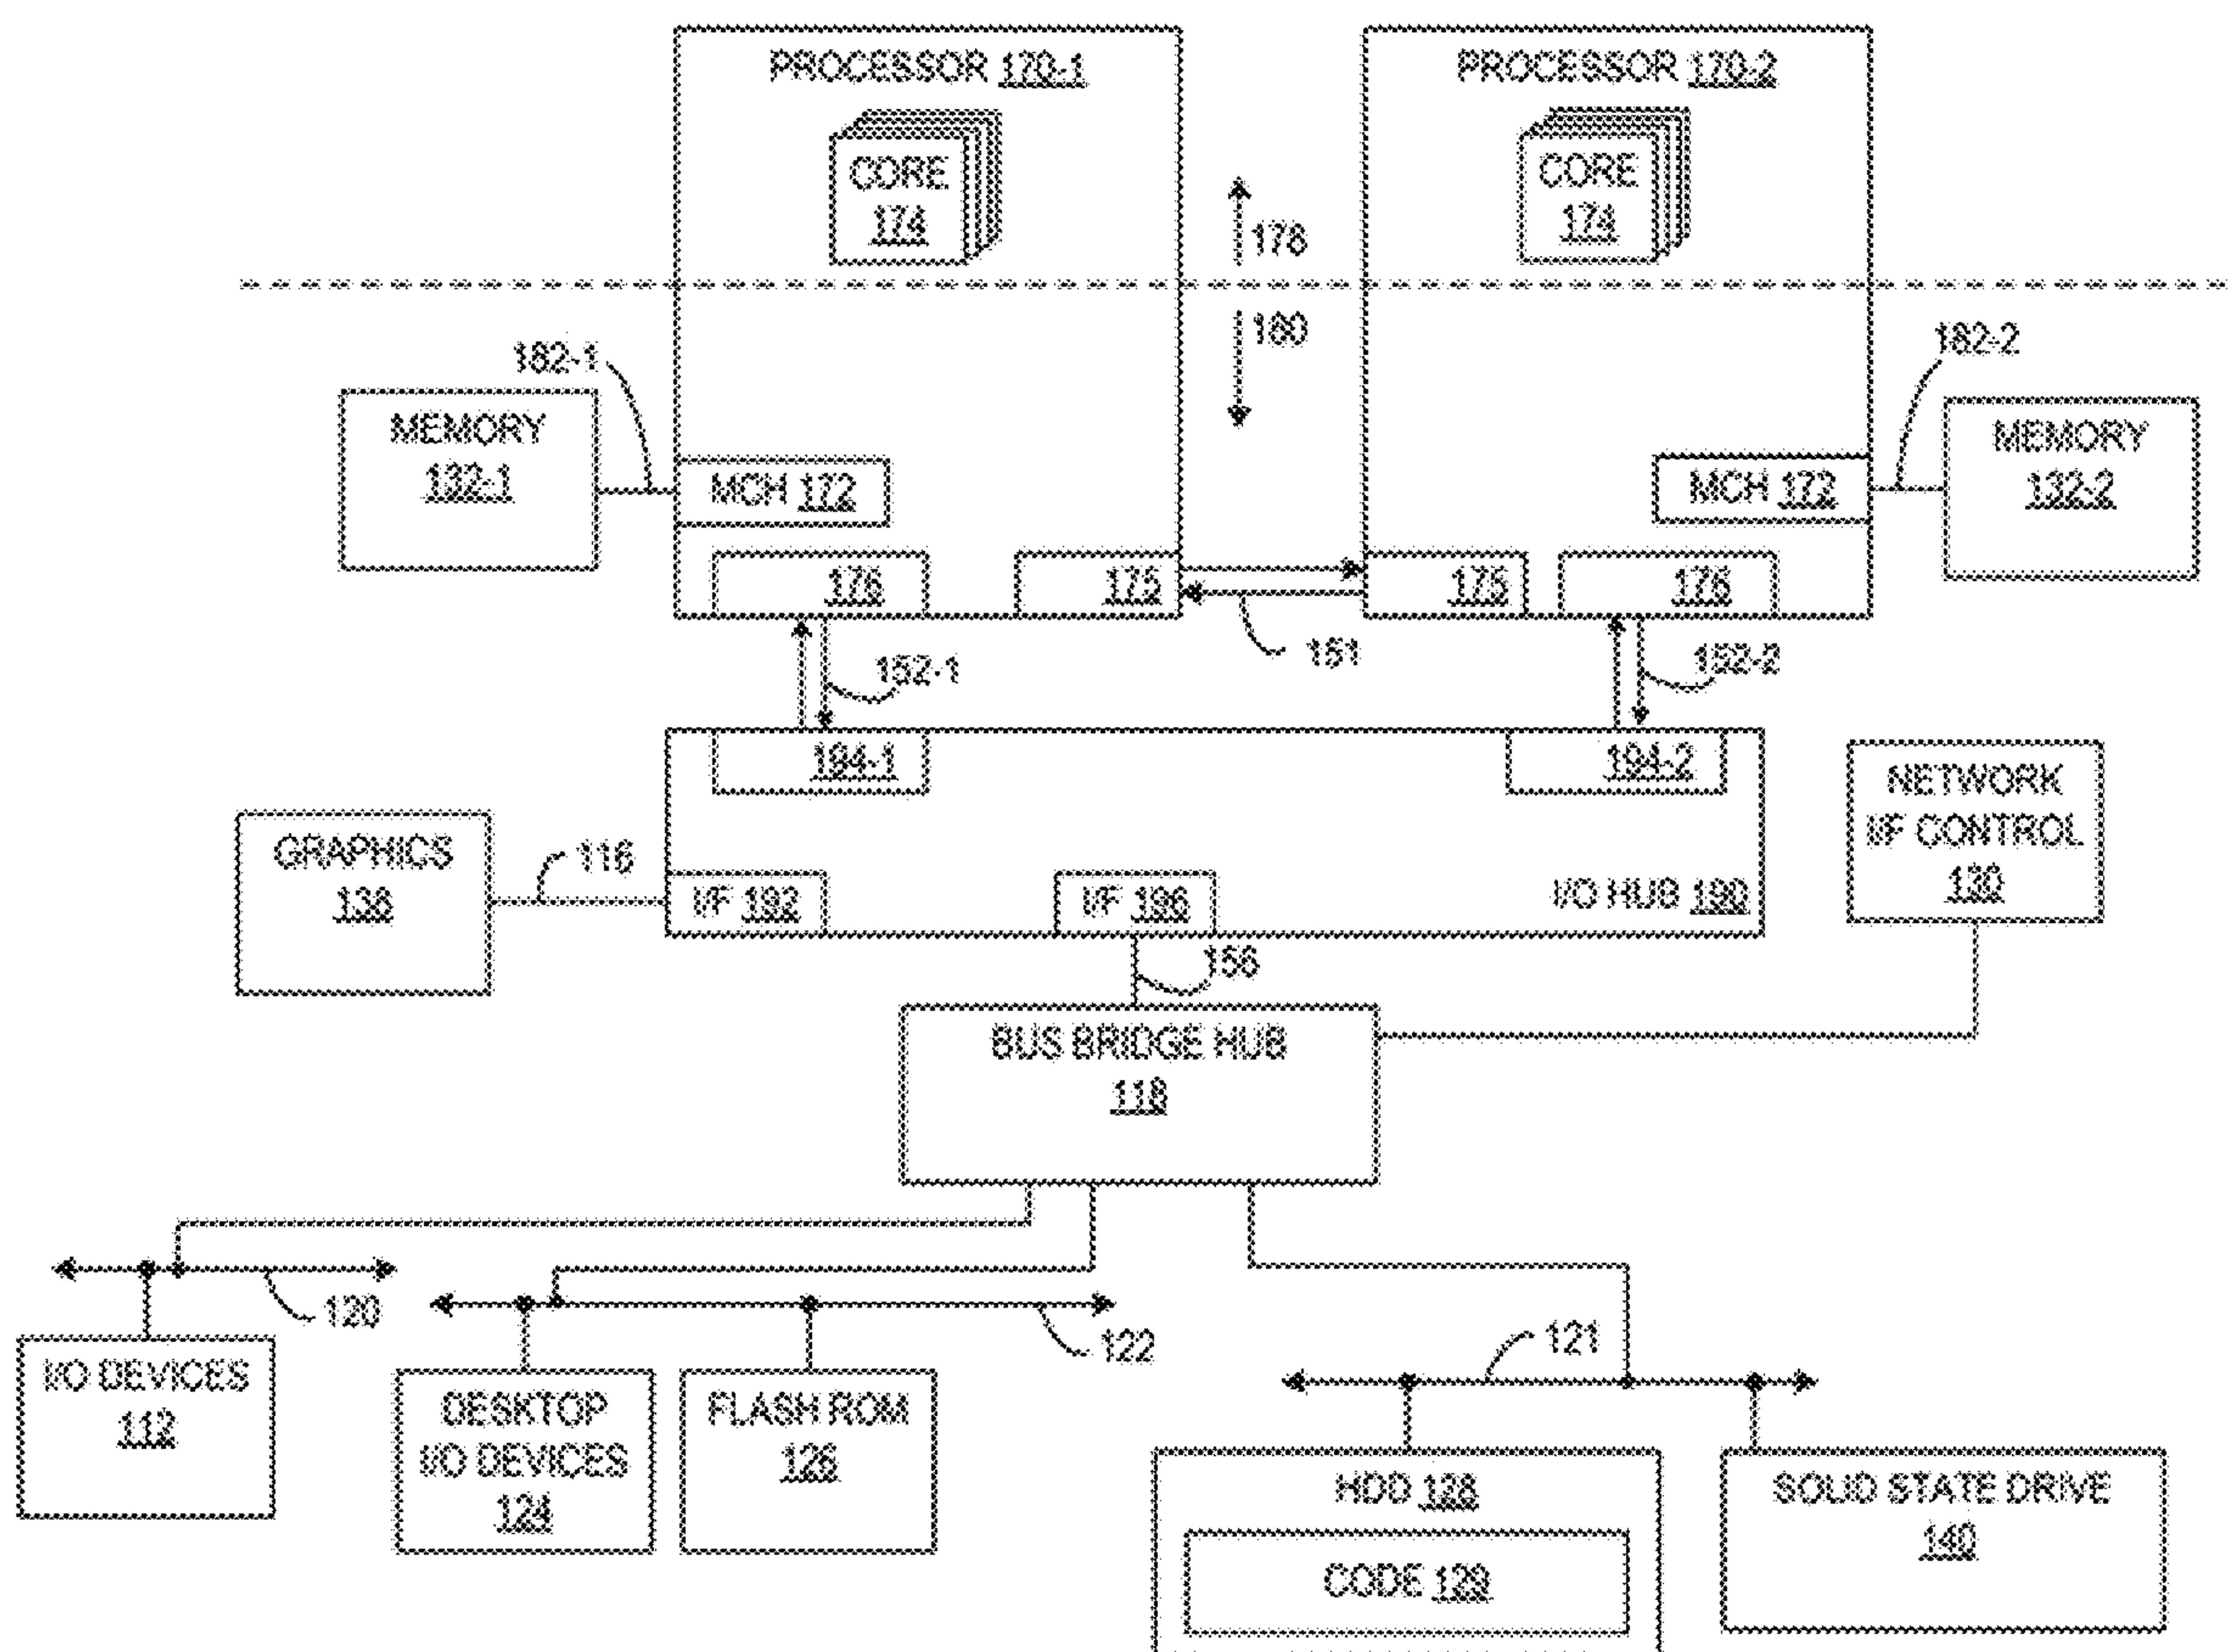 PROCESSOR 170-1
PROCESSOR 170-2
CORE
174
CORE
174
178
180
182-1
182-2
MEMORY
132-1
MEMORY
132-2
MCH 172
MCH 172
176
175
175
176
151
152-1
152-2
194-1
194-2
NETWORK
I/F CONTROL
130
GRAPHICS
138
116
I/F 192
I/F 196
I/O HUB 190
156
BUS BRIDGE HUB
118
120
122
121
I/O DEVICES
112
DESKTOP
I/O DEVICES
124
FLASH ROM
126
HDD 128
CODE 129
SOLID STATE DRIVE
140